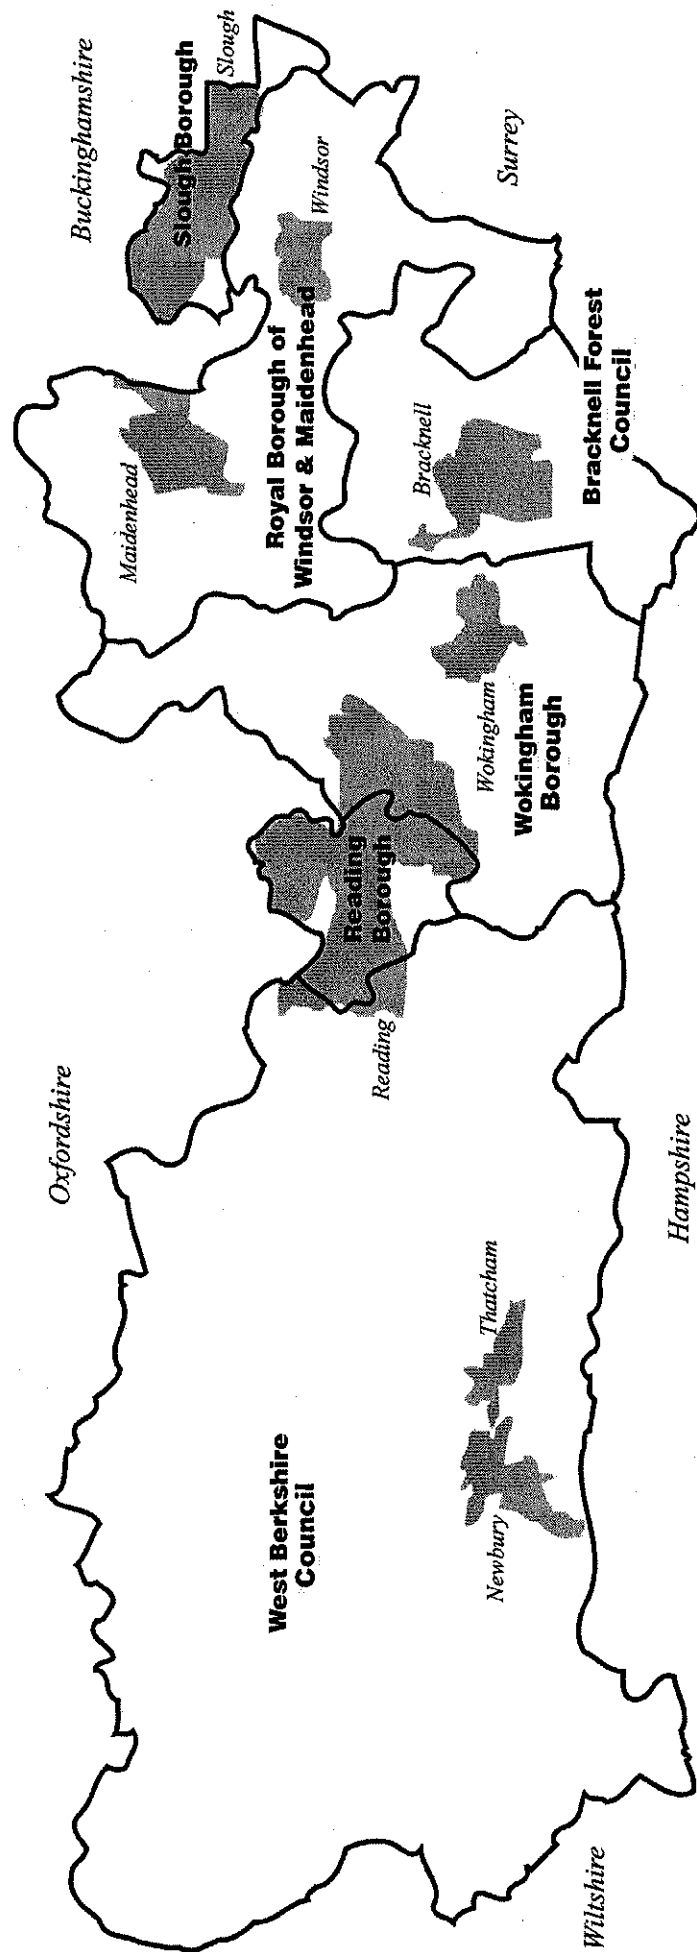 Oxfordshire
Buckinghamshire
Slough Borough
Slough
Maidenhead
Royal Borough of
Windsor & Maidenhead
Windsor
Surrey
West Berkshire
Council
Reading
Borough
Reading
Bracknell
Wokingham
Wokingham
Borough
Bracknell Forest
Council
Newbury
Thatcham
Wiltshire
Hampshire